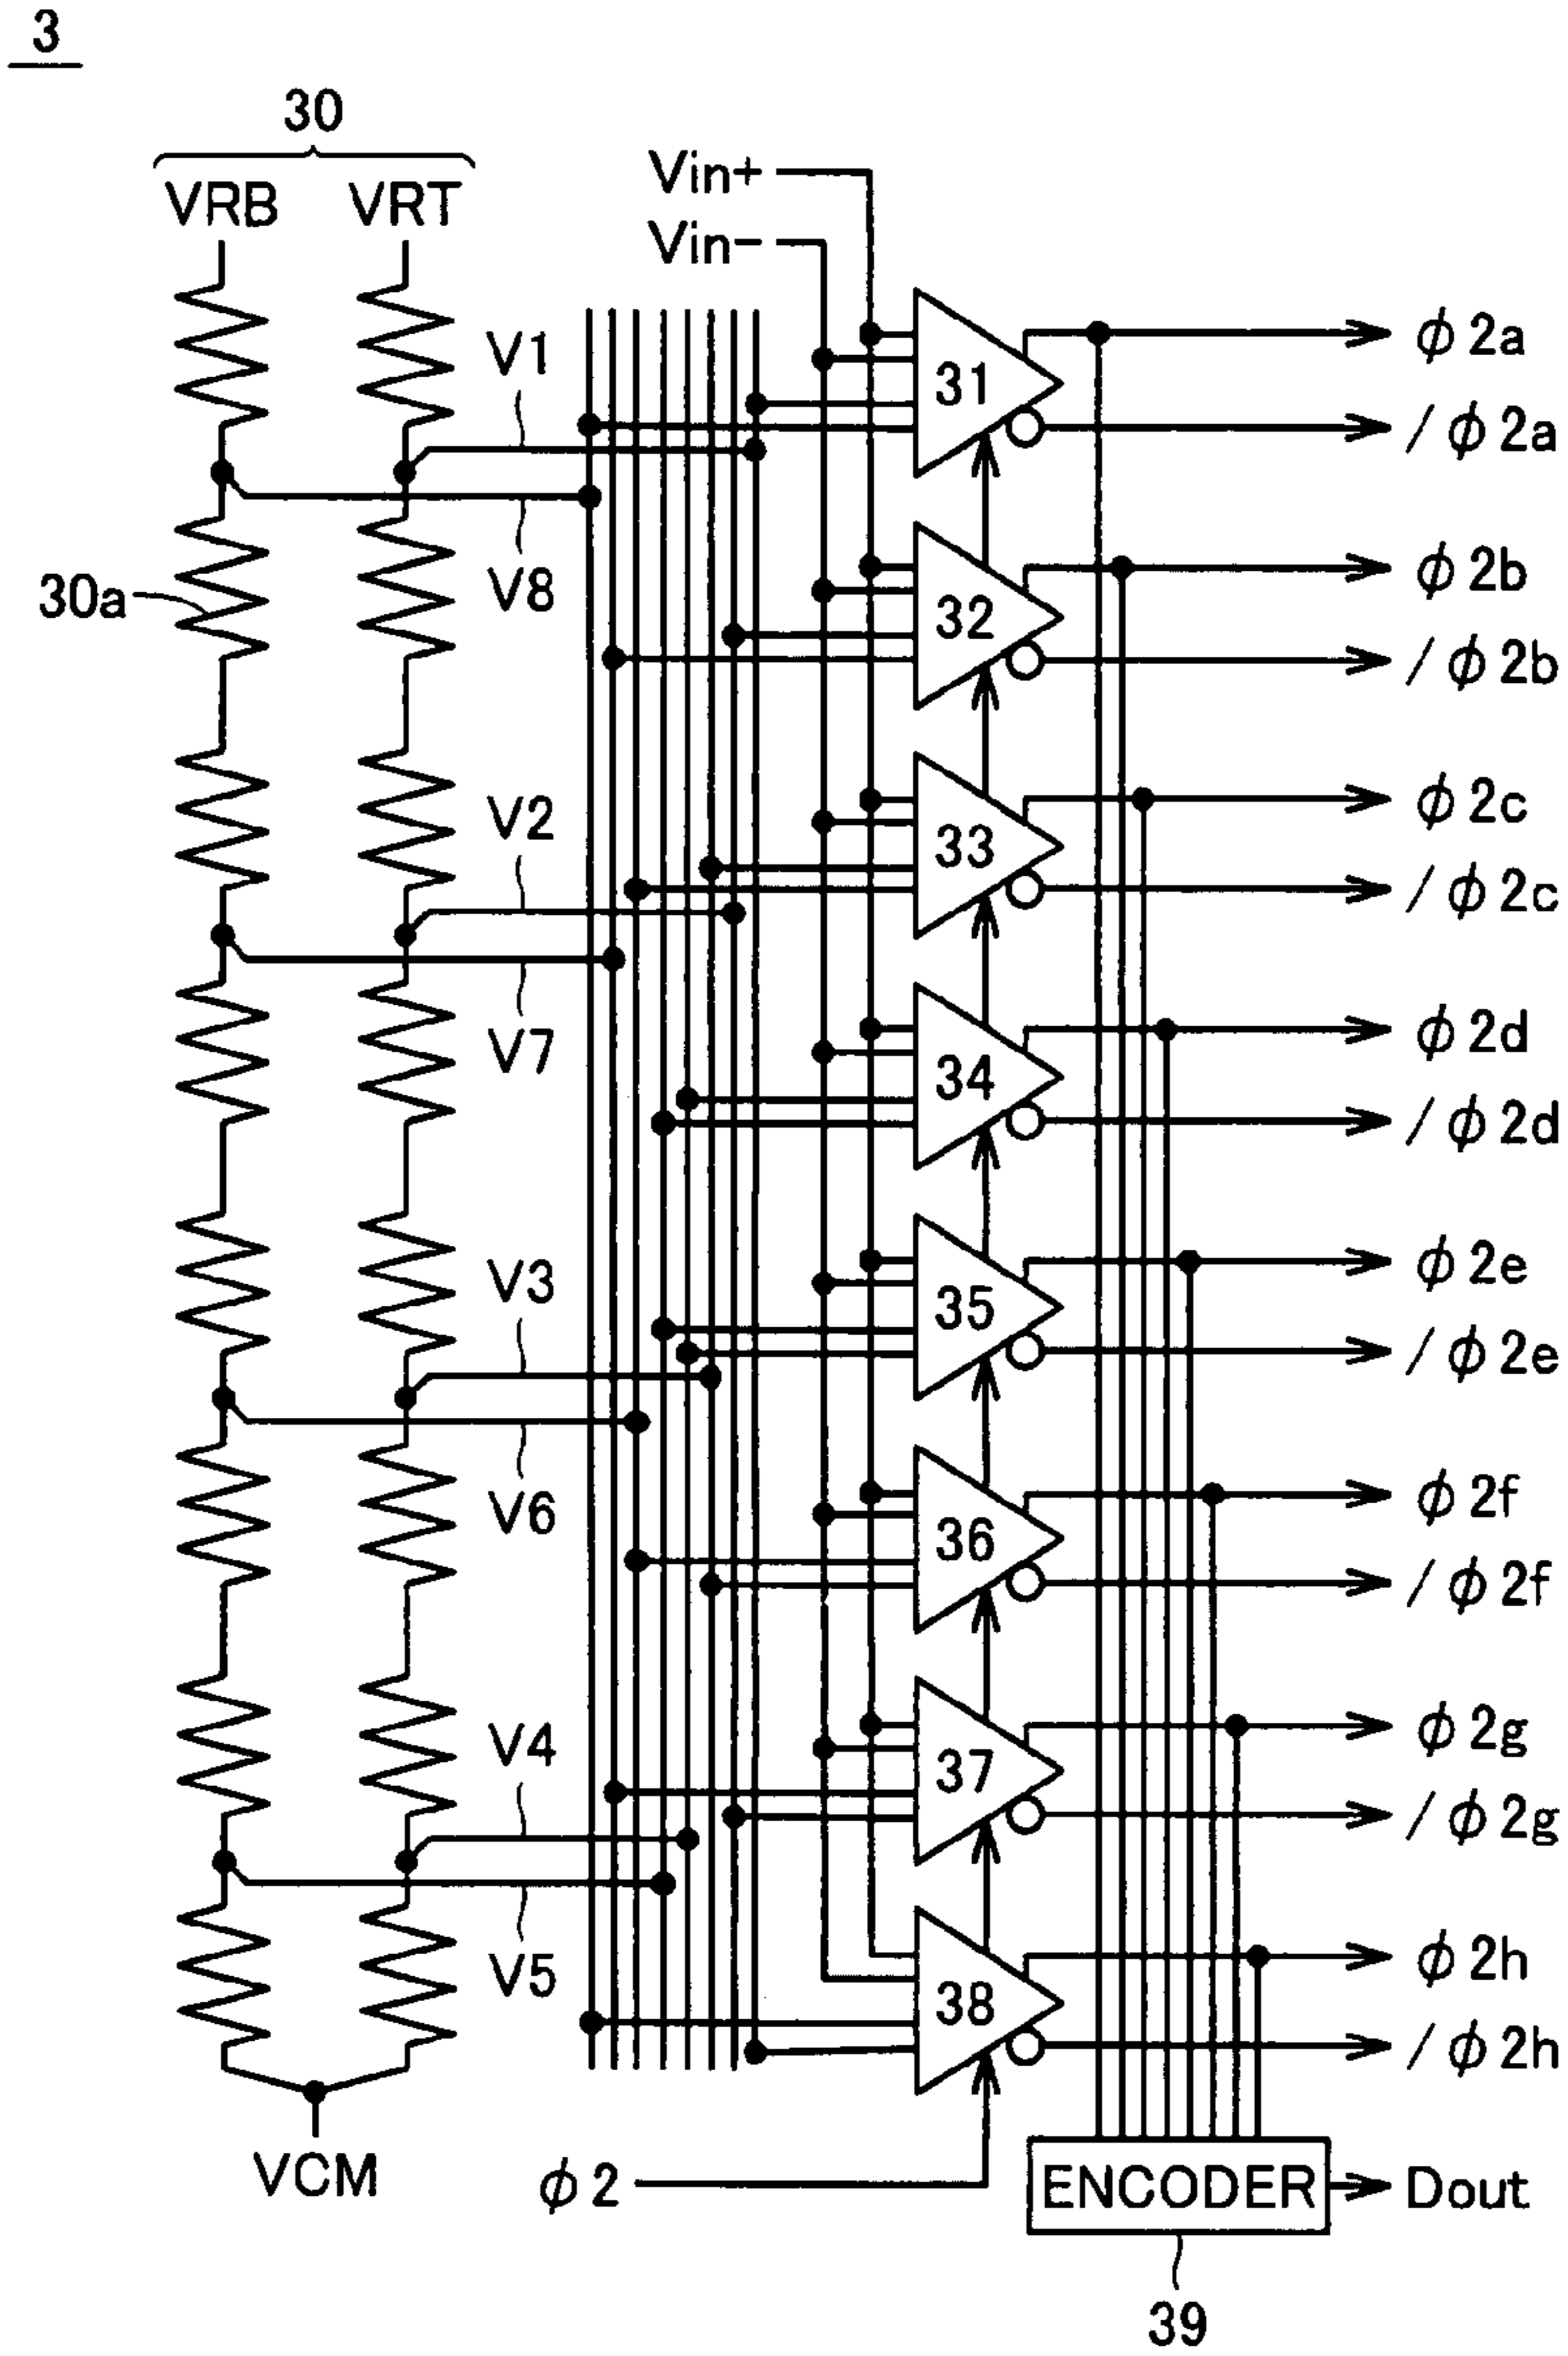 3
30
VRB VRT
Vin+
Vin−
V1
31
ϕ2a
/ϕ2a
V8
30a
32
ϕ2b
/ϕ2b
V2
33
ϕ2c
/ϕ2c
V7
34
ϕ2d
/ϕ2d
V3
35
ϕ2e
/ϕ2e
V6
36
ϕ2f
/ϕ2f
V4
37
ϕ2g
/ϕ2g
V5
38
ϕ2h
/ϕ2h
VCM
ϕ2
ENCODER
Dout
39